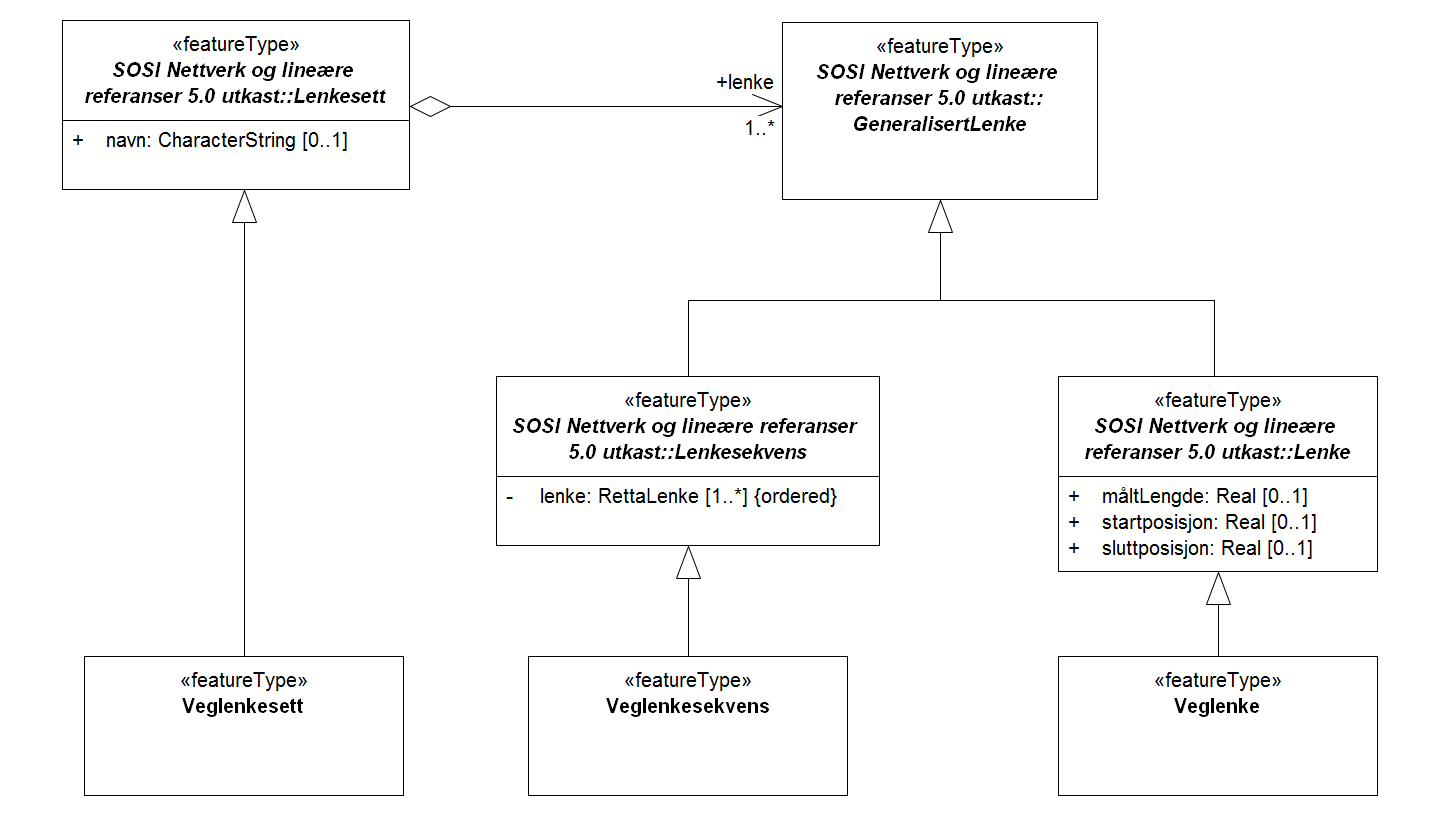 «featureType»
SOSI Nettverk og lineære
referanser 5.0 utkast::Lenkesett
+ navn: CharacterString [0..1]
+lenke
1..*
«featureType»
SOSI Nettverk og lineære
referanser 5.0 utkast::
GeneralisertLenke
«featureType»
SOSI Nettverk og lineære referanser
5.0 utkast::Lenkesekvens
- lenke: RettaLenke [1..*] {ordered}
«featureType»
SOSI Nettverk og lineære
referanser 5.0 utkast::Lenke
+ måltLengde: Real [0..1]
+ startposisjon: Real [0..1]
+ sluttposisjon: Real [0..1]
«featureType»
Veglenkesett
«featureType»
Veglenkesekvens
«featureType»
Veglenke